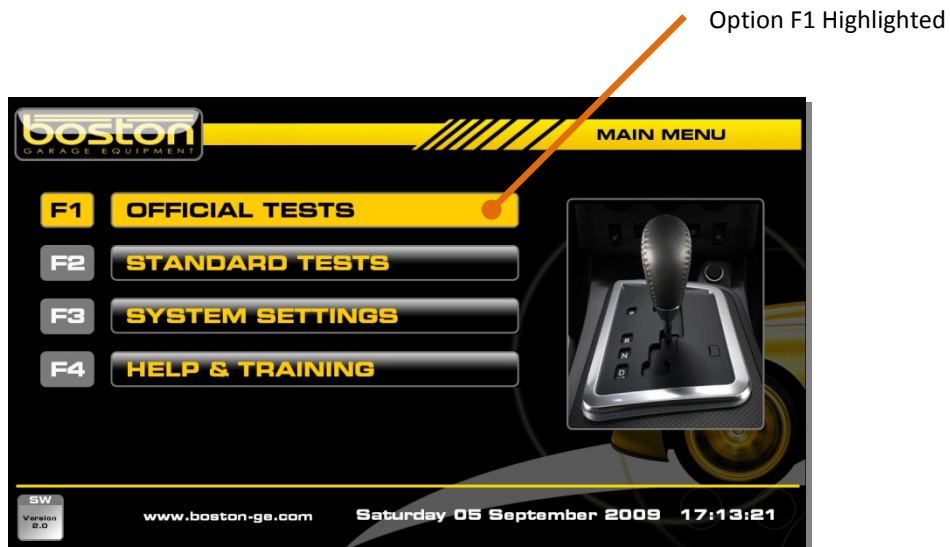 Option F1 Highlighted
boston
GARAGE EQUIPMENT
MAIN MENU
F1 OFFICIAL TESTS
F2 STANDARD TESTS
F3 SYSTEM SETTINGS
F4 HELP & TRAINING
P
R
N
D
SW
Version
2.0
www.boston-ge.com Saturday 05 September 2009 17:13:21